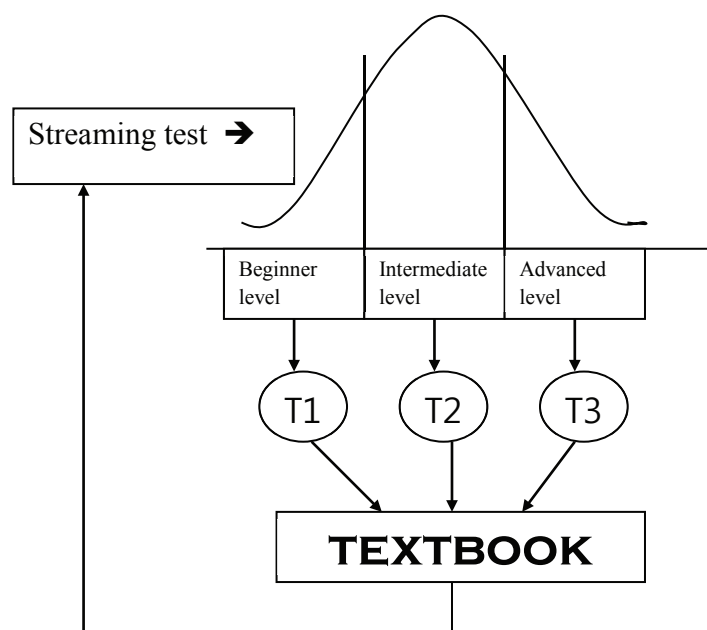 Streaming test ➔
Beginner level
Intermediate level
Advanced level
T1
T2
T3
TEXTBOOK